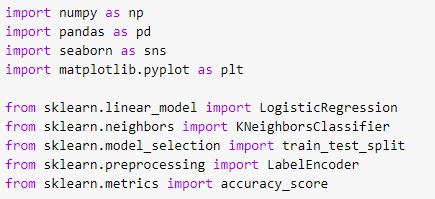 import numpy as np
import pandas as pd
import seaborn as sns
import matplotlib.pyplot as plt
from sklearn.linear_model import LogisticRegression
from sklearn.neighbors import KNeighborsClassifier
from sklearn.model_selection import train_test_split
from sklearn.preprocessing import LabelEncoder
from sklearn.metrics import accuracy_score